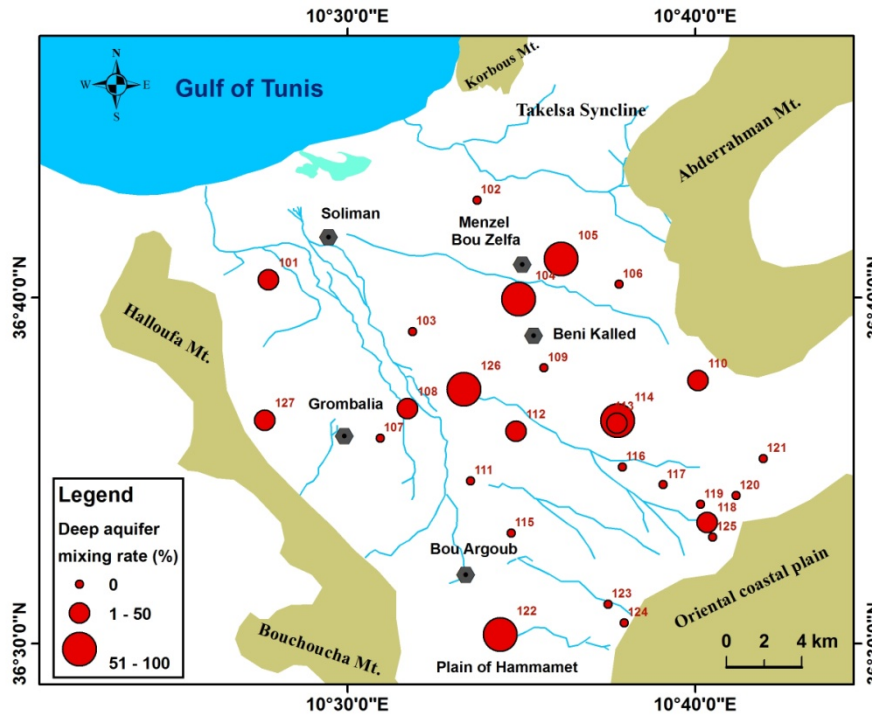 10°30'0"E
10°40'0"E
N
W
E
S
Korbous Mt.
Gulf of Tunis
Takelsa Syncline
Abderrahman Mt.
102
Soliman
Menzel
Bou Zelfa
105
101
106
104
36°40'0"N
36°40'0"N
Halloufa Mt.
103
Beni Kalled
109
126
110
108
114
113
127
Grombalia
112
107
121
116
111
117
120
119
118
125
115
Legend
Deep aquifer
mixing rate (%)
0
1 - 50
51 - 100
Bou Argoub
Oriental coastal plain
123
124
122
36°30'0"N
36°30'0"N
Bouchoucha Mt.
Plain of Hammamet
0 2 4 km
10°30'0"E
10°40'0"E